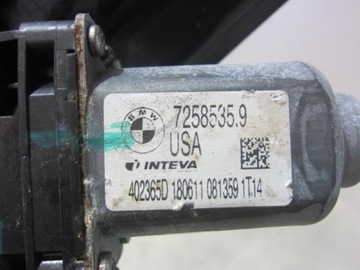 BMW
7258535.9
USA
INTEVA
402365D 180611 081359 1T14